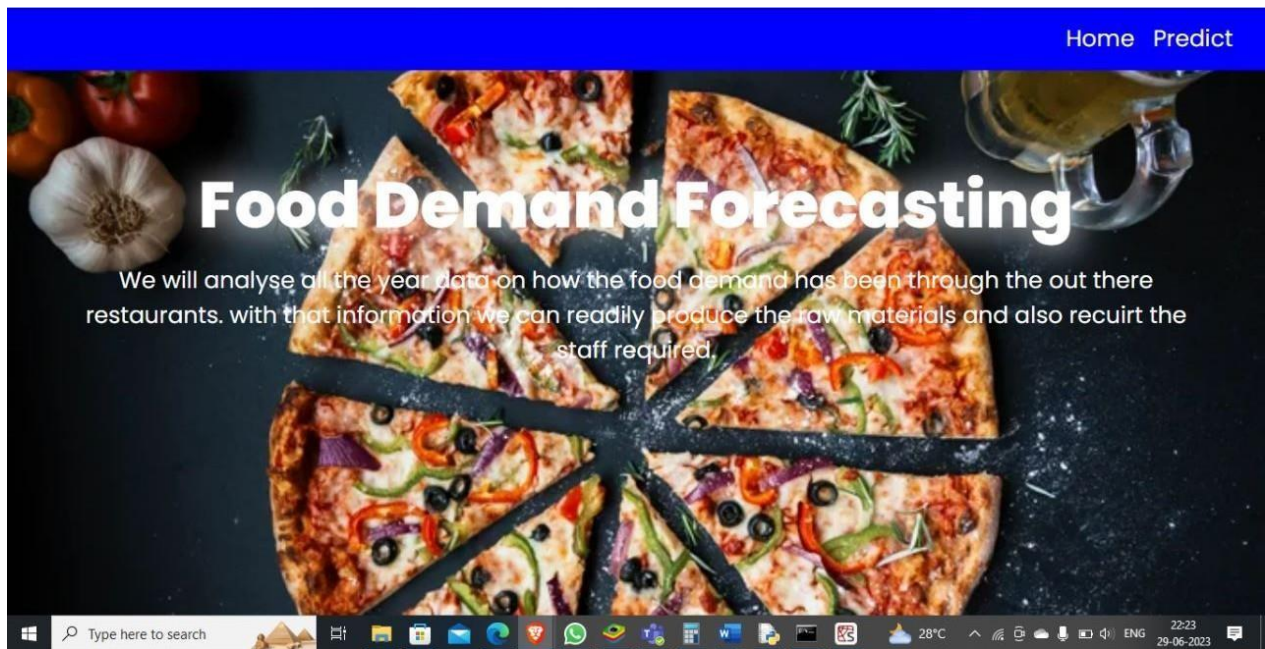 Home Predict
Food Demand Forecasting
We will analyse all the year data on how the food demand has been through the out there
restaurants. with that information we can readily produce the raw materials and also recuirt the
staff required.
Type here to search
28°C
ENG
22:23
29-06-2023